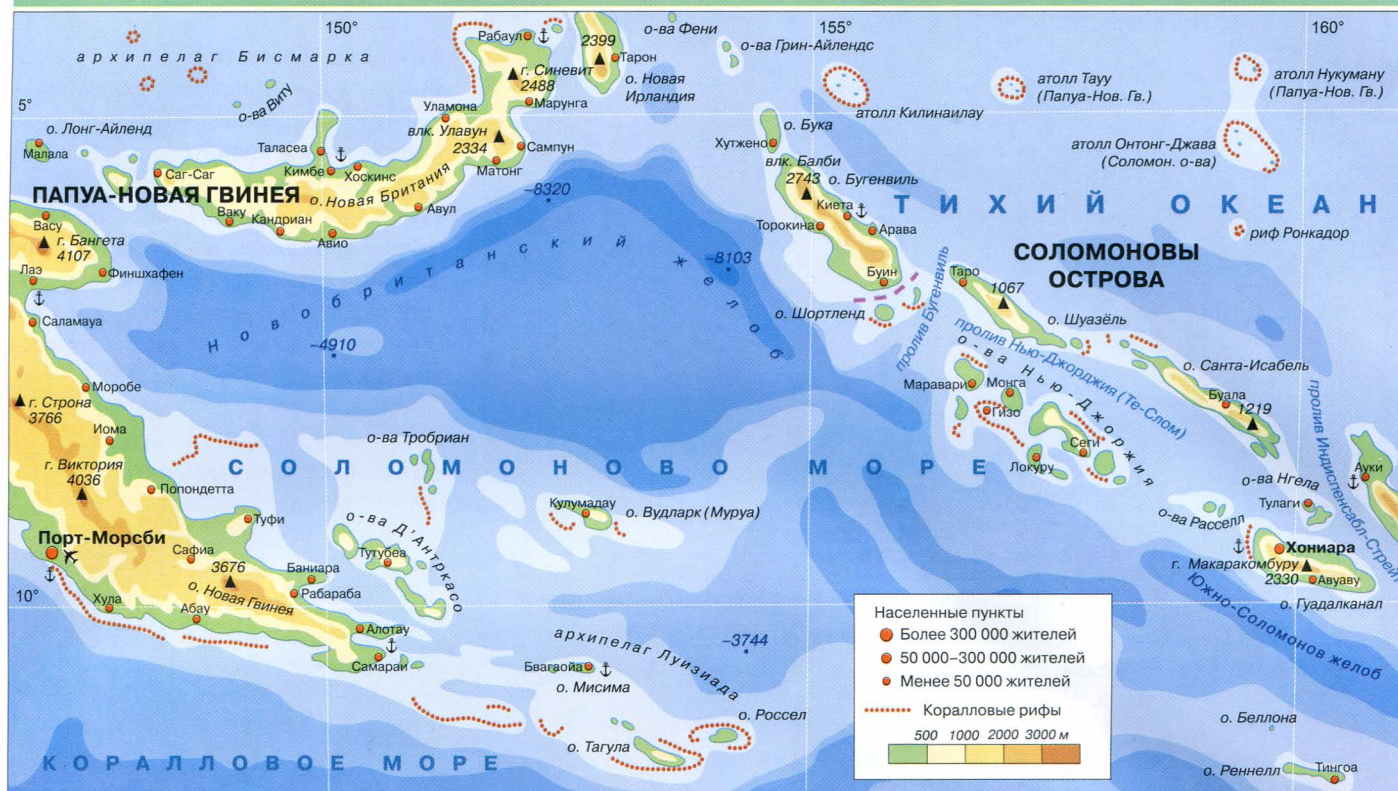 150°
155°
160°
архипелаг Бисмарка
Рабаул
2399
Тарон
о-ва Фени
о-ва Грин-Айлендс
г. Синевит
2488
о. Новая
Ирландия
Марунга
атолл Тауу
(Папуа-Нов. Гв.)
атолл Нукуману
(Папуа-Нов. Гв.)
атолл Килинаилау
о-ва Виту
5°
Уламона
о. Лонг-Айленд
Малала
влк. Улавун
2334
Сампун
Матонг
Таласеа
Кимбе
Хоскинс
Саг-Саг
о. Новая Британия
о. Бука
Хутжено
влк. Балби
2743
о. Бугенвиль
Киета
Арава
Торокина
Буин
атолл Онтонг-Джава
(Соломон. о-ва)
ПАПУА-НОВАЯ ГВИНЕЯ
Васу
г. Бангета
4107
Ваку
Кандриан
Авио
Авул
–8320
–8103
–4910
Новобританский желоб
ТИХИЙ ОКЕАН
риф Ронкадор
СОЛОМОНОВЫ
ОСТРОВА
Лаэ
Финшхафен
Саламауа
о. Шортленд
пролив Бугенвиль
Таро
1067
о. Шуазёль
пролив Нью-Джорджия (Те-Слот)
о-ва Нью-Джоржия
Маравари
Монга
Гизо
Сеги
Локуру
о. Санта-Исабель
Буала
1219
пролив Индиспенсабл-Стрейт
Моробе
г. Строна
3766
Иома
г. Виктория
4036
Попондетта
Туфи
о-ва Тробриан
СОЛОМОНОВО МОРЕ
Кулумадау
о. Вудларк (Муруа)
о-ва Д'Антркасо
Тутубеа
Ауки
о-ва Нгела
Тулаги
о-ва Расселл
Хониара
г. Макаракомбуру
2330
Авуаву
о. Гуадалканал
Порт-Морсби
Сафиа
3676
Баниара
Рабараба
о. Новая Гвинея
10°
Хула
Абау
Алотау
Самараи
архипелаг Луизиада
–3744
Бвагаойа
о. Мисима
о. Россел
о. Тагула
Южно-Соломонов желоб
о. Беллона
о. Реннелл
Тингоа
КОРАЛЛОВОЕ МОРЕ
Населенные пункты
Более 300 000 жителей
50 000–300 000 жителей
Менее 50 000 жителей
Коралловые рифы
500 1000 2000 3000 м